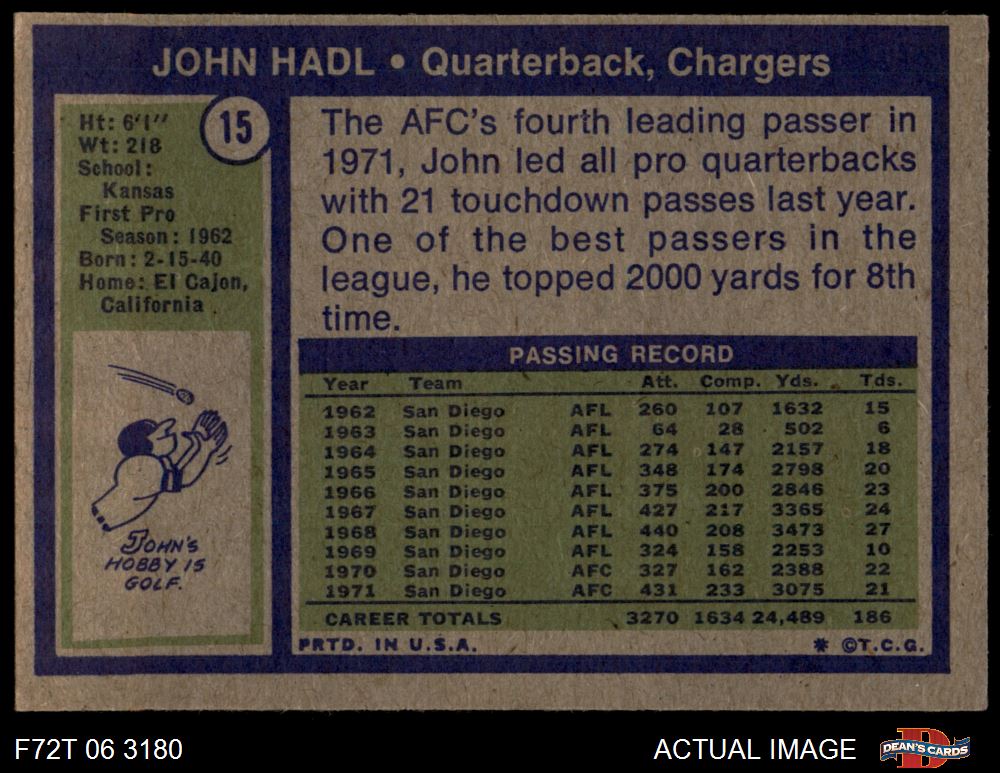 JOHN HADL • Quarterback, Chargers
15
Ht: 6'1''
Wt: 218
School:
Kansas
First Pro
Season: 1962
Born: 2-15-40
Home: El Cajon,
California
JOHN'S
HOBBY IS
GOLF.
The AFC's fourth leading passer in
1971, John led all pro quarterbacks
with 21 touchdown passes last year.
One of the best passers in the
league, he topped 2000 yards for 8th
time.
PASSING RECORD
Year Team Att. Comp. Yds. Tds.
1962 San Diego AFL 260 107 1632 15
1963 San Diego AFL 64 28 502 6
1964 San Diego AFL 274 147 2157 18
1965 San Diego AFL 348 174 2798 20
1966 San Diego AFL 375 200 2846 23
1967 San Diego AFL 427 217 3365 24
1968 San Diego AFL 440 208 3473 27
1969 San Diego AFL 324 158 2253 10
1970 San Diego AFC 327 162 2388 22
1971 San Diego AFC 431 233 3075 21
CAREER TOTALS 3270 1634 24,489 186
PRTD. IN U.S.A. * ©T.C.G.
F72T 06 3180 ACTUAL IMAGE DEAN'S CARDS